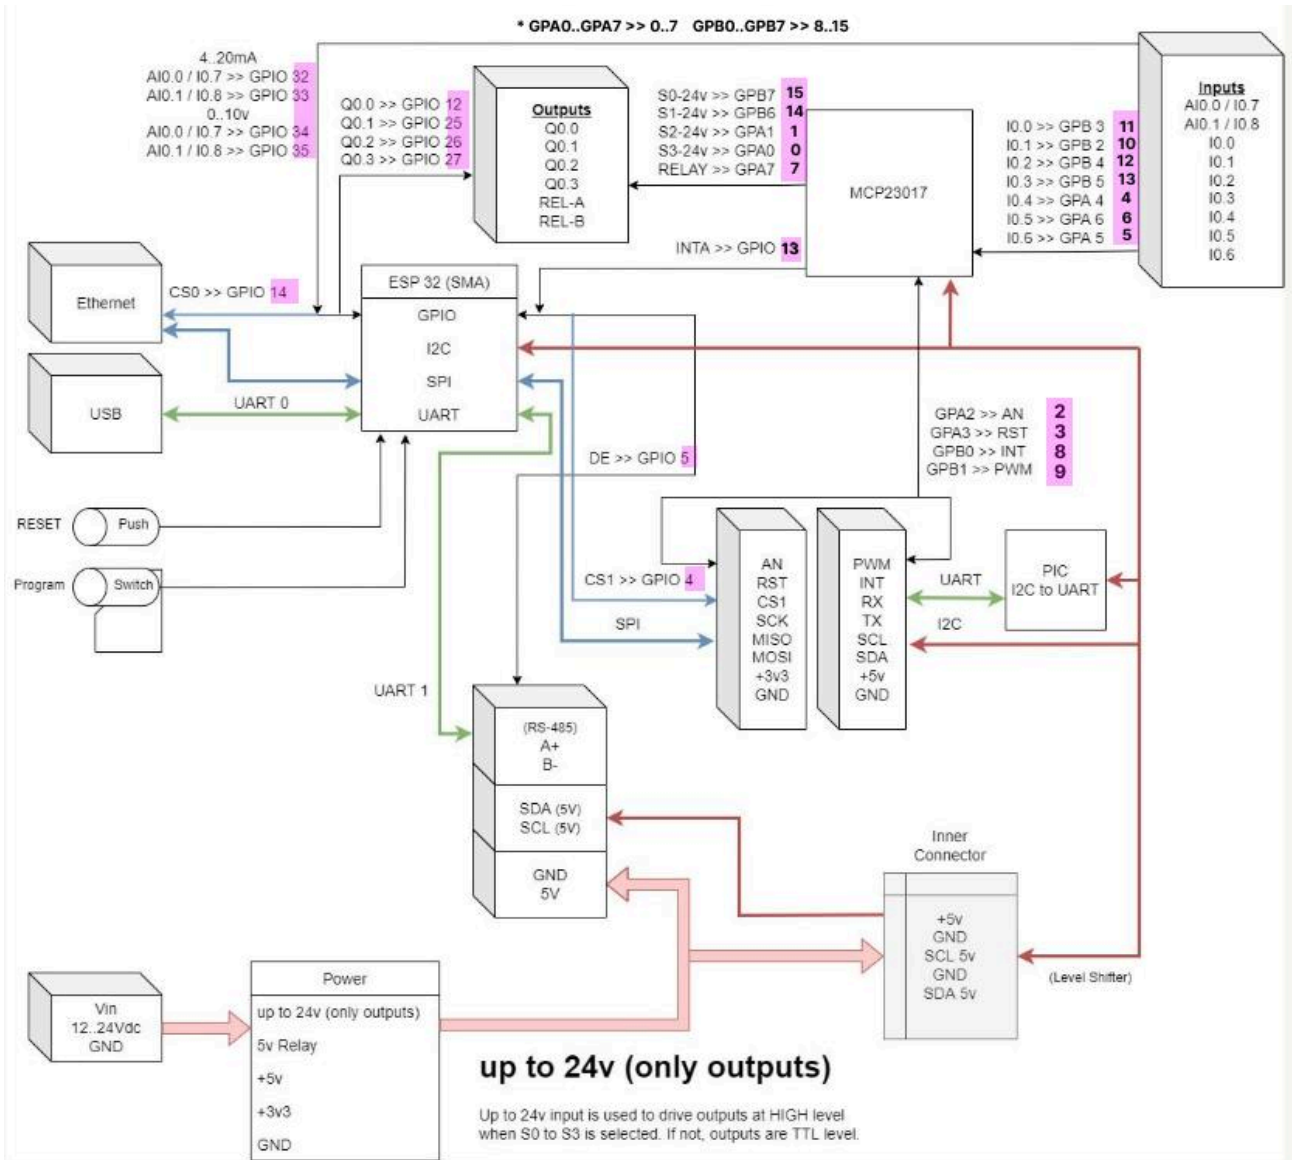 * GPA0..GPA7 >> 0..7 GPB0..GPB7 >> 8..15
4..20mA
AI0.0 / I0.7 >> GPIO 32
AI0.1 / I0.8 >> GPIO 33
0..10v
AI0.0 / I0.7 >> GPIO 34
AI0.1 / I0.8 >> GPIO 35
Q0.0 >> GPIO 12
Q0.1 >> GPIO 25
Q0.2 >> GPIO 26
Q0.3 >> GPIO 27
Outputs
Q0.0
Q0.1
Q0.2
Q0.3
REL-A
REL-B
S0-24v >> GPB7 15
S1-24v >> GPB6 14
S2-24v >> GPA1 1
S3-24v >> GPA0 0
RELAY >> GPA7 7
INTA >> GPIO 13
MCP23017
I0.0 >> GPB 3 11
I0.1 >> GPB 2 10
I0.2 >> GPB 4 12
I0.3 >> GPB 5 13
I0.4 >> GPA 4 4
I0.5 >> GPA 6 6
I0.6 >> GPA 5 5
Inputs
AI0.0 / I0.7
AI0.1 / I0.8
I0.0
I0.1
I0.2
I0.3
I0.4
I0.5
I0.6
Ethernet
CS0 >> GPIO 14
USB
UART 0
ESP 32 (SMA)
GPIO
I2C
SPI
UART
DE >> GPIO 5
GPA2 >> AN 2
GPA3 >> RST 3
GPB0 >> INT 8
GPB1 >> PWM 9
RESET
Push
Program
Switch
CS1 >> GPIO 4
SPI
AN
RST
CS1
SCK
MISO
MOSI
+3v3
GND
PWM
INT
RX
TX
SCL
SDA
+5v
GND
UART
I2C
PIC
I2C to UART
UART 1
(RS-485)
A+
B-
SDA (5V)
SCL (5V)
GND
5V
Inner
Connector
+5v
GND
SCL 5v
GND
SDA 5v
(Level Shifter)
Vin
12..24Vdc
GND
Power
up to 24v (only outputs)
5v Relay
+5v
+3v3
GND
up to 24v (only outputs)
Up to 24v input is used to drive outputs at HIGH level
when S0 to S3 is selected. If not, outputs are TTL level.